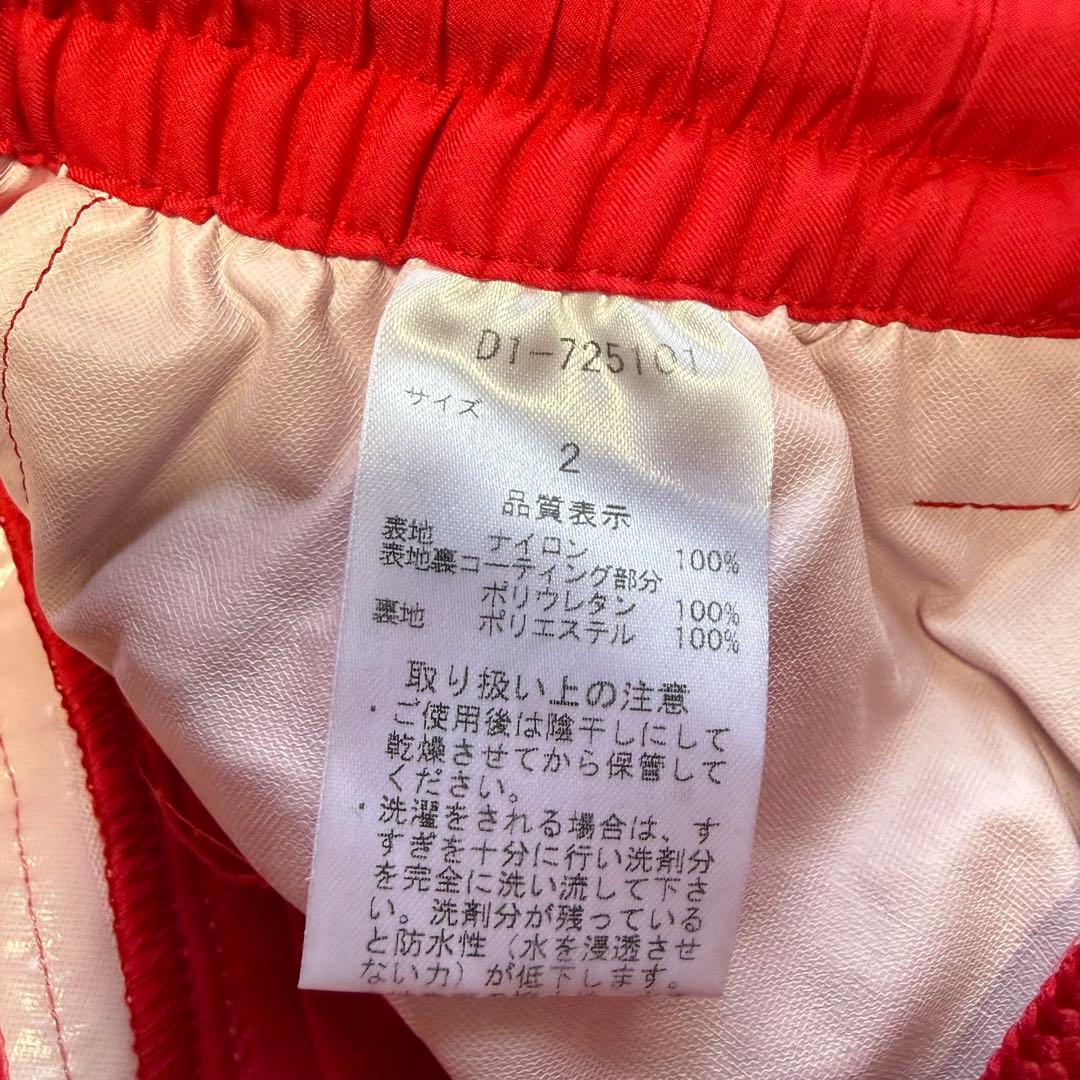 D1-725101
サイズ
2
品質表示
表地 ナイロン 100%
表地裏コーティング部分
ポリウレタン 100%
裏地 ポリエステル 100%
取り扱い上の注意
・ご使用後は陰干しにして
乾燥させてから保管して
ください。
・洗濯をされる場合は、す
すぎを十分に行い洗剤分
を完全に洗い流して下さ
い。洗剤分が残っている
と防水性（水を浸透させ
ない力）が低下します。